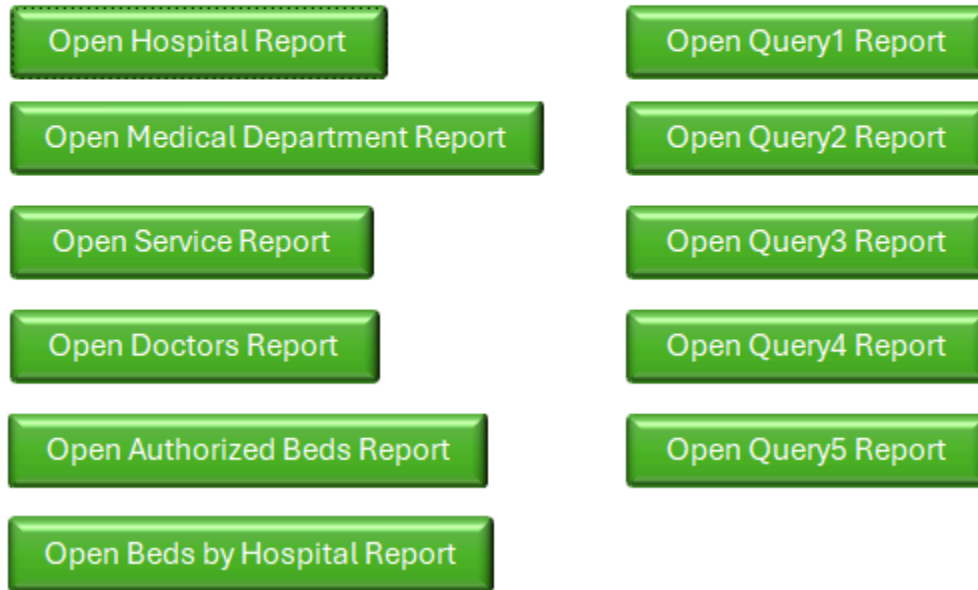 Open Hospital Report
Open Medical Department Report
Open Service Report
Open Doctors Report
Open Authorized Beds Report
Open Beds by Hospital Report
Open Query1 Report
Open Query2 Report
Open Query3 Report
Open Query4 Report
Open Query5 Report